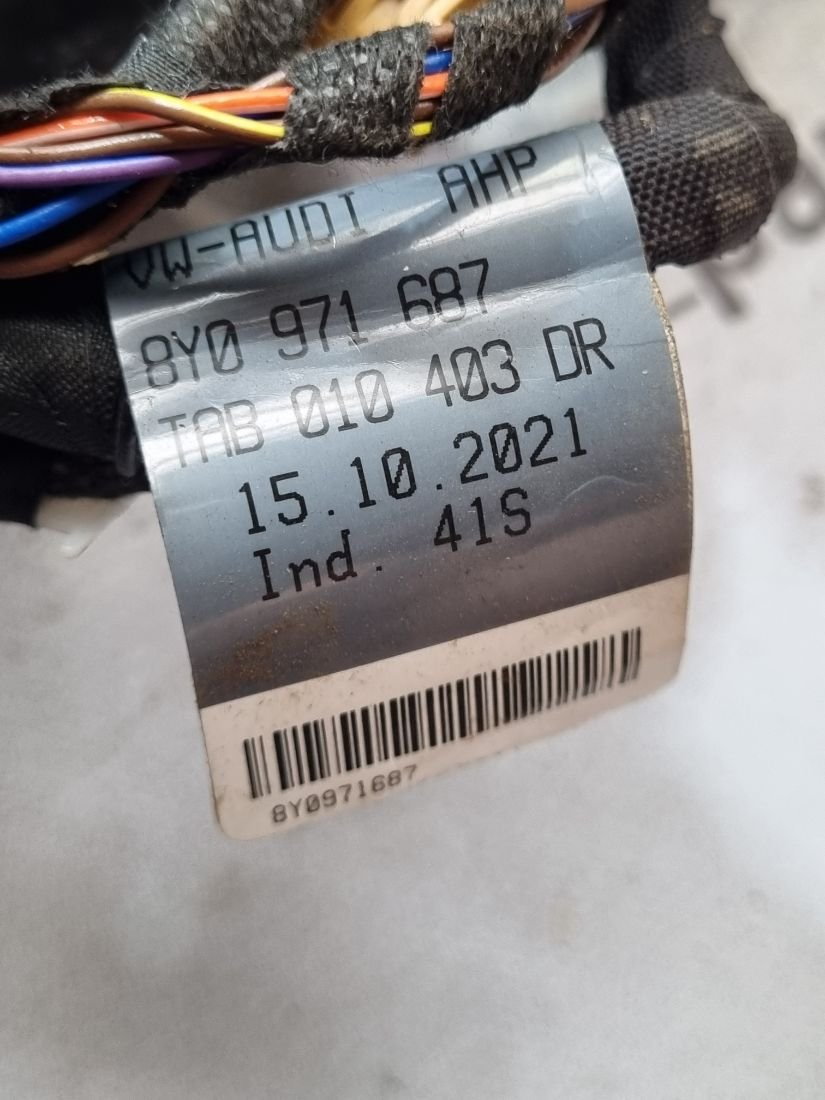 VW-AUDI AHP
8Y0 971 687
TAB 010 403 DR
15.10.2021
Ind. 41S
8Y0971687